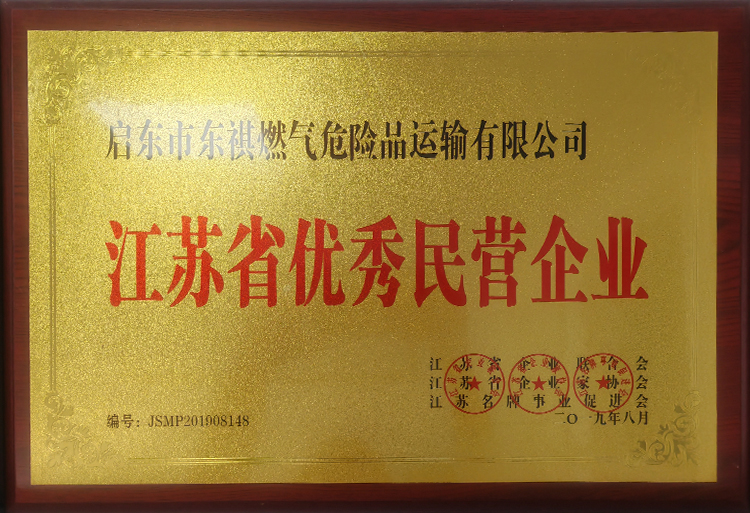 启东市东祺燃气危险品运输有限公司
江苏省优秀民营企业
江苏省企业联合会
江苏省企业家协会
江苏名牌事业促进会
编号：JSMP201908148
二〇一九年八月